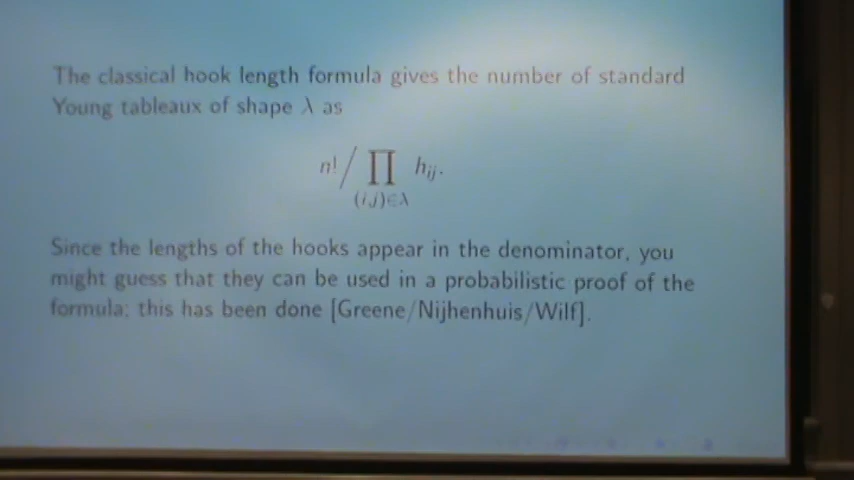 The classical hook length formula gives the number of standard
Young tableaux of shape λ as
n! / ∏ h_{ij}.
(i,j)∈λ
Since the lengths of the hooks appear in the denominator, you
might guess that they can be used in a probabilistic proof of the
formula; this has been done [Greene/Nijhenhuis/Wilf].